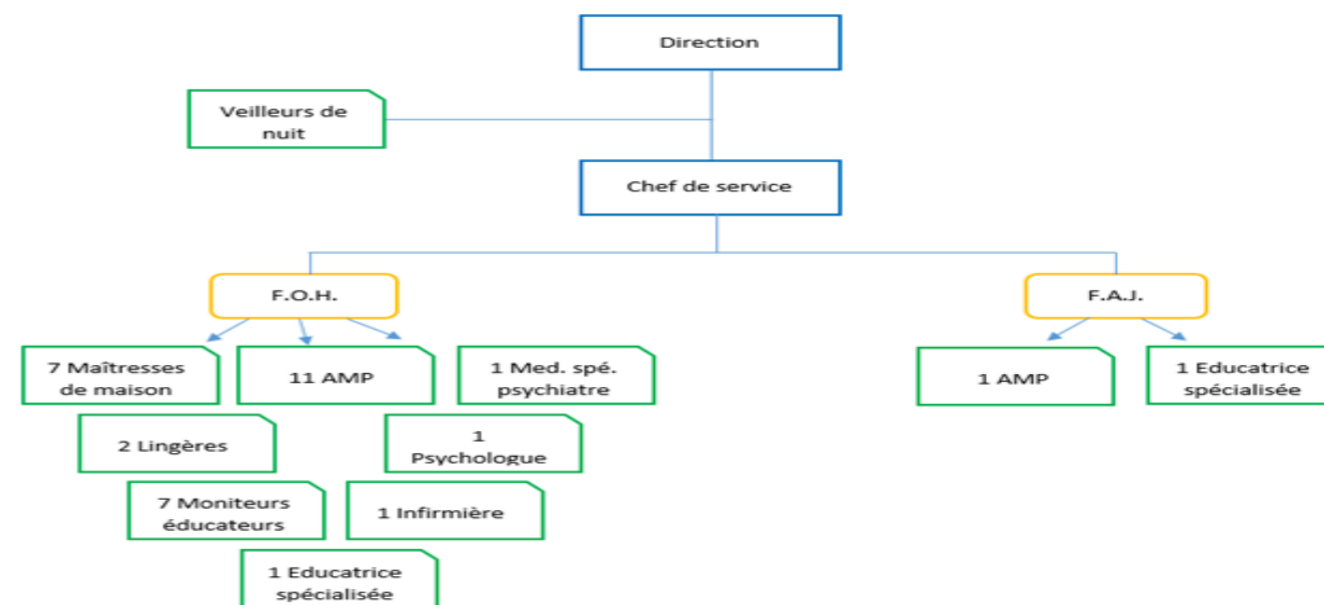 Direction
Veilleurs de
nuit
Chef de service
F.O.H.
F.A.J.
7 Maîtresses
de maison
11 AMP
1 Med. spé.
psychiatre
1 AMP
1 Educatrice
spécialisée
2 Lingères
1
Psychologue
7 Moniteurs
éducateurs
1 Infirmière
1 Educatrice
spécialisée